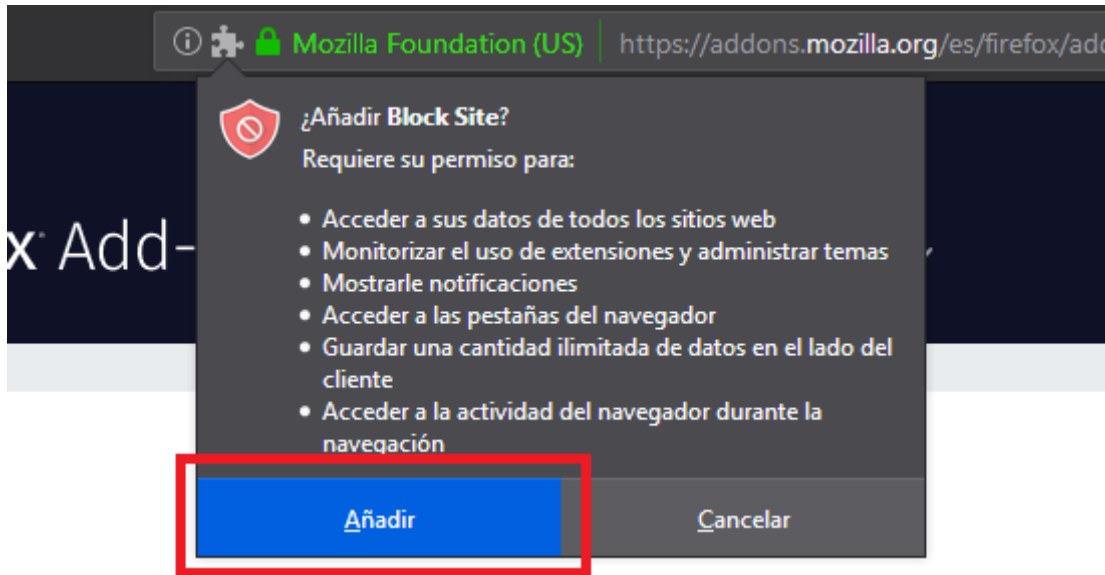 Mozilla Foundation (US) https://addons.mozilla.org/es/firefox/add
¿Añadir Block Site?
Requiere su permiso para:
• Acceder a sus datos de todos los sitios web
• Monitorizar el uso de extensiones y administrar temas
x Add-
• Mostrarle notificaciones
• Acceder a las pestañas del navegador
• Guardar una cantidad ilimitada de datos en el lado del
cliente
• Acceder a la actividad del navegador durante la
navegación
Añadir
Cancelar